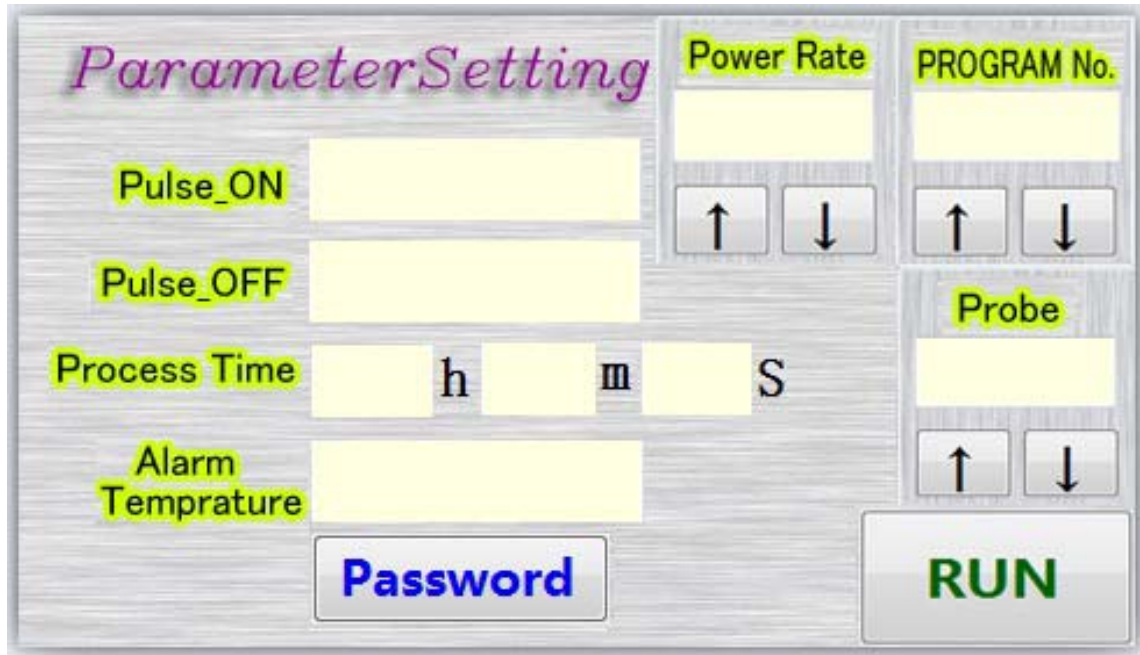 ParameterSetting
Power Rate
PROGRAM No.
Pulse_ON
↑ ↓
↑ ↓
Pulse_OFF
Probe
Process Time h m S
Alarm
Temprature
↑ ↓
Password
RUN